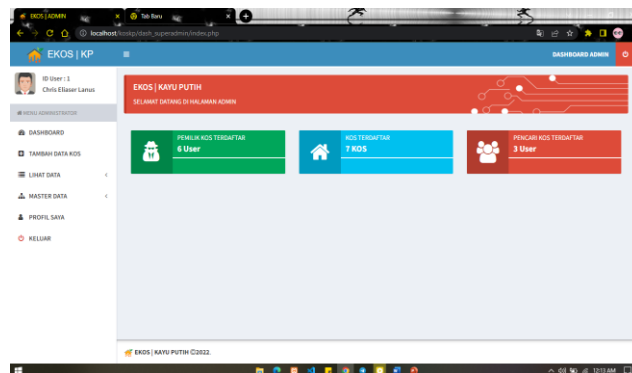 EKOS | ADMIN
Tab Baru
localhost/koskp/dash_superadmin/index.php
EKOS | KP
DASHBOARD ADMIN
ID User : 1
Chris Elieser Lanus
MENU ADMINISTRATOR
EKOS | KAYU PUTIH
SELAMAT DATANG DI HALAMAN ADMIN
DASHBOARD
TAMBAH DATA KOS
LIHAT DATA
MASTER DATA
PROFIL SAYA
KELUAR
PEMILIK KOS TERDAFTAR
6 User
KOS TERDAFTAR
7 KOS
PENCARI KOS TERDAFTAR
3 User
EKOS | KAYU PUTIH ©2022.
12:13 AM